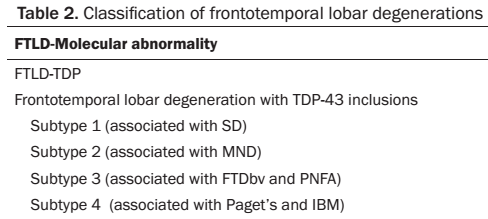 Table 2. Classification of frontotemporal lobar degenerations
FTLD-Molecular abnormality
FTLD-TDP
Frontotemporal lobar degeneration with TDP-43 inclusions
Subtype 1 (associated with SD)
Subtype 2 (associated with MND)
Subtype 3 (associated with FTDbv and PNFA)
Subtype 4 (associated with Paget's and IBM)